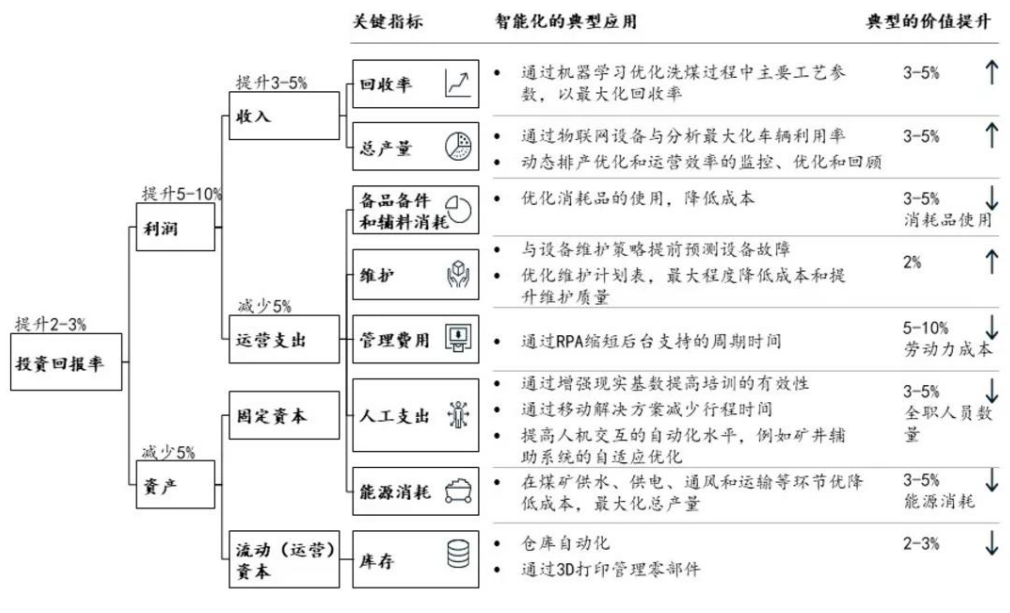 关键指标 智能化的典型应用 典型的价值提升
提升3-5%
收入
回收率
• 通过机器学习优化洗煤过程中主要工艺参
数，以最大化回收率
3-5%
总产量
• 通过物联网设备与分析最大化车辆利用率
• 动态排产优化和运营效率的监控、优化和回顾
3-5%
提升5-10%
利润
备品备件
和辅料消耗
• 优化消耗品的使用，降低成本
3-5%
消耗品使用
维护
• 与设备维护策略提前预测设备故障
• 优化维护计划表，最大程度降低成本和提
升维护质量
2%
减少5%
运营支出
提升2-3%
投资回报率
管理费用
• 通过RPA缩短后台支持的周期时间
5-10%
劳动力成本
固定资本
人工支出
• 通过增强现实基数提高培训的有效性
• 通过移动解决方案减少行程时间
• 提高人机交互的自动化水平，例如矿井辅
助系统的自适应优化
3-5%
全职人员数
量
减少5%
资产
能源消耗
• 在煤矿供水、供电、通风和运输等环节优降
低成本，最大化总产量
3-5%
能源消耗
流动（运营）
资本
库存
• 仓库自动化
• 通过3D打印管理零部件
2-3%